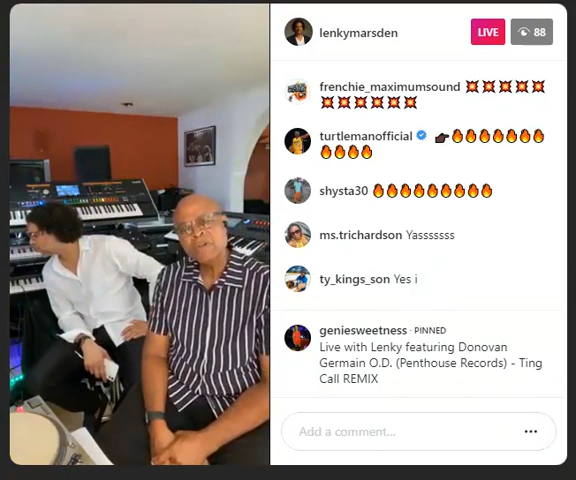 lenkymarsden LIVE 88
frenchie_maximumsound 💥💥💥💥💥
💥💥💥💥💥💥💥
turtlemanofficial 👉🏿🔥🔥🔥🔥🔥🔥🔥
🔥🔥🔥🔥
shysta30 🔥🔥🔥🔥🔥🔥🔥🔥🔥
ms.trichardson Yasssssss
ty_kings_son Yes i
geniesweetness · PINNED
Live with Lenky featuring Donovan
Germain O.D. (Penthouse Records) - Ting
Call REMIX
Add a comment...